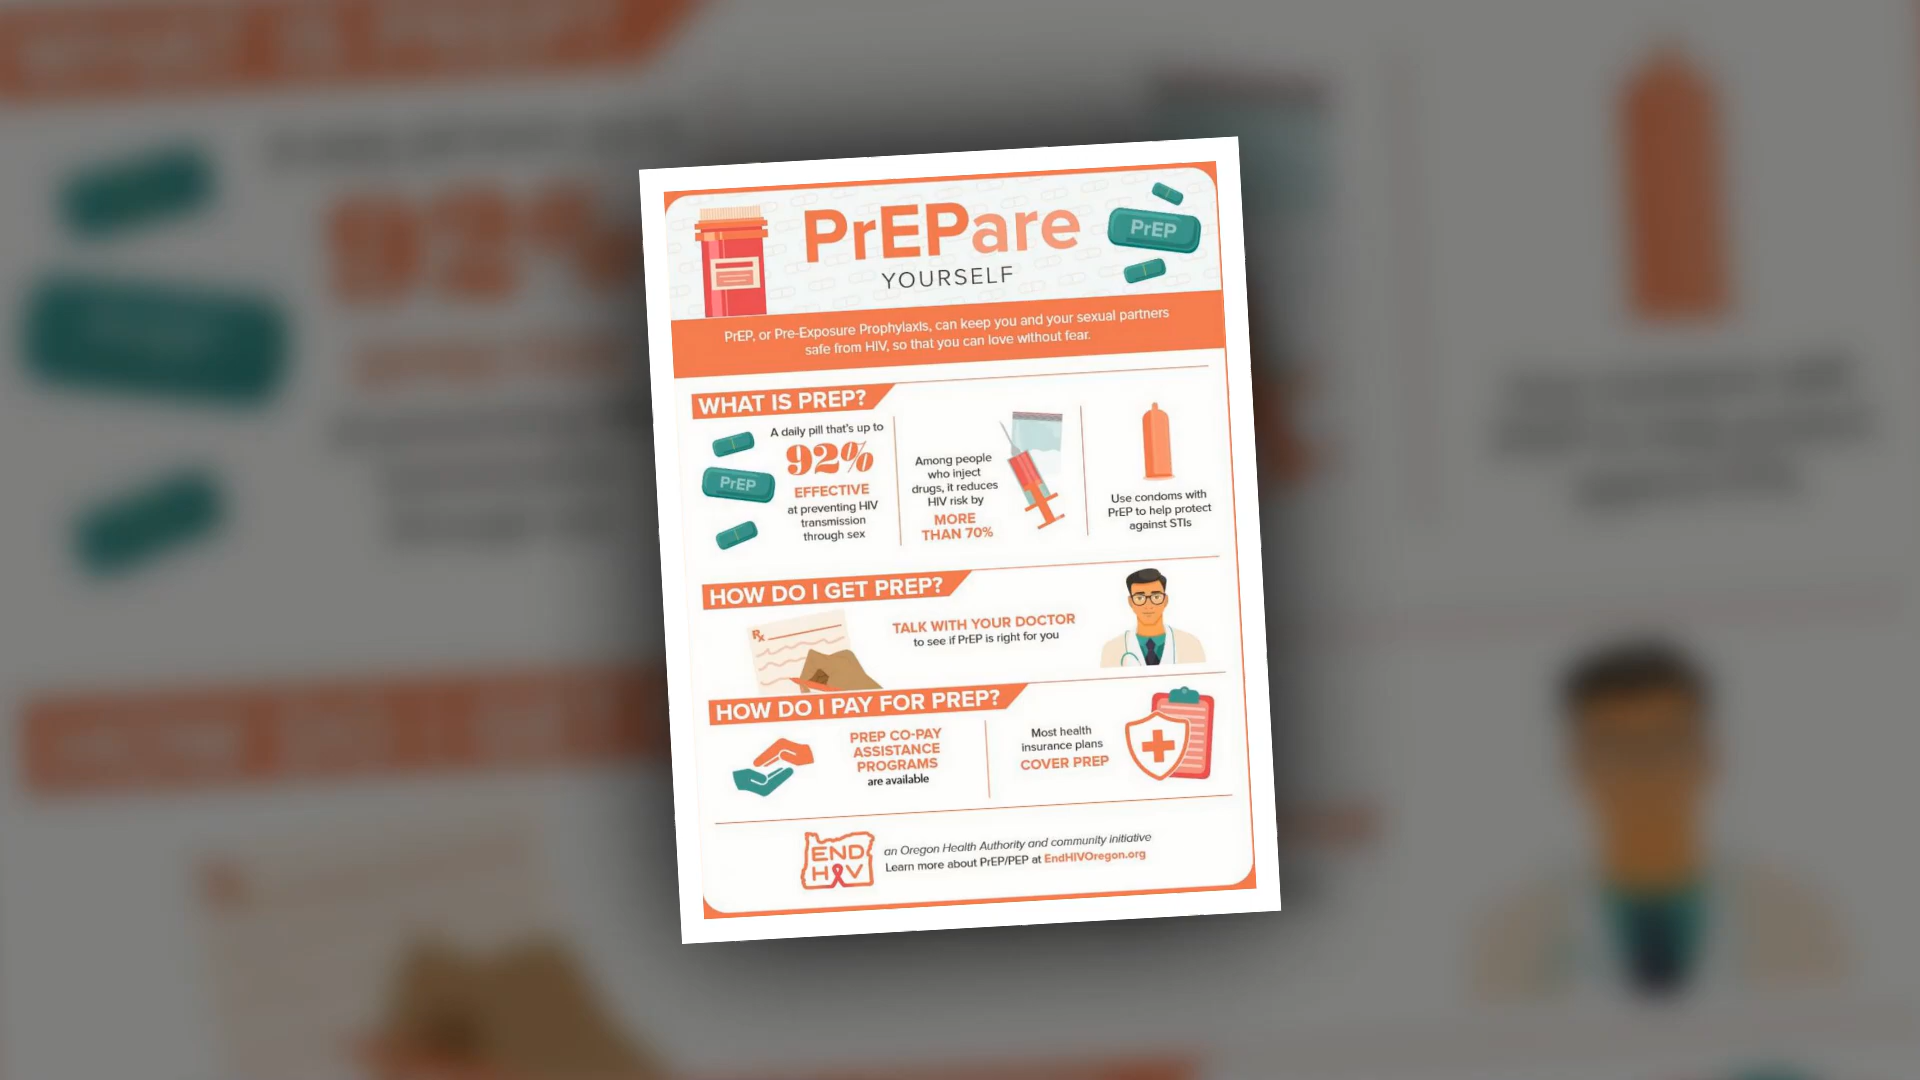 PrEPare
YOURSELF
PrEP
PrEP, or Pre-Exposure Prophylaxis, can keep you and your sexual partners
safe from HIV, so that you can love without fear.
WHAT IS PREP?
PrEP
A daily pill that's up to
92%
EFFECTIVE
at preventing HIV
transmission
through sex
Among people
who inject
drugs, it reduces
HIV risk by
MORE
THAN 70%
Use condoms with
PrEP to help protect
against STIs
HOW DO I GET PREP?
Rx
TALK WITH YOUR DOCTOR
to see if PrEP is right for you
HOW DO I PAY FOR PREP?
PREP CO-PAY
ASSISTANCE
PROGRAMS
are available
Most health
insurance plans
COVER PREP
END
HIV
an Oregon Health Authority and community initiative
Learn more about PrEP/PEP at EndHIVOregon.org
92%